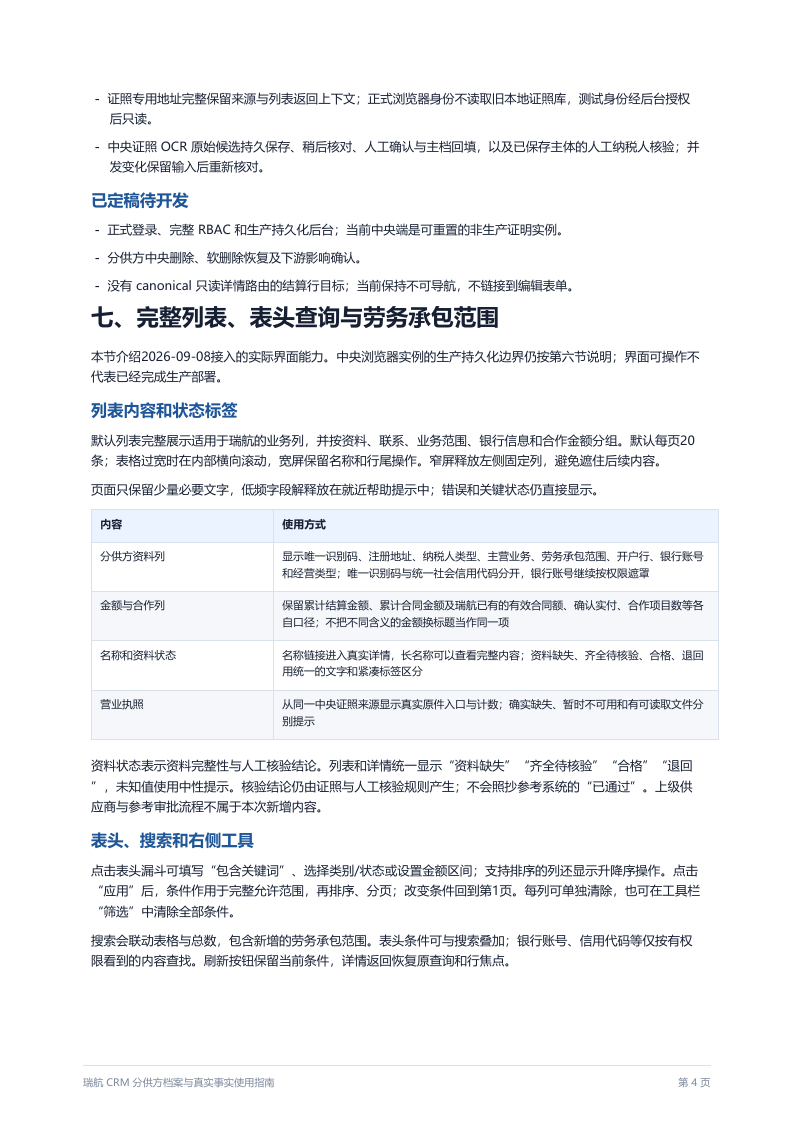 - 证照专用地址完整保留来源与列表返回上下文；正式浏览器身份不读取旧本地证照库，测试身份经后台授权
后只读。
- 中央证照 OCR 原始候选持久保存、稍后核对、人工确认与主档回填，以及已保存主体的人工纳税人核验；并
发变化保留输入后重新核对。
已定稿待开发
- 正式登录、完整 RBAC 和生产持久化后台；当前中央端是可重置的非生产证明实例。
- 分供方中央删除、软删除恢复及下游影响确认。
- 没有 canonical 只读详情路由的结算行目标；当前保持不可导航，不链接到编辑表单。
七、完整列表、表头查询与劳务承包范围
本节介绍2026-09-08接入的实际界面能力。中央浏览器实例的生产持久化边界仍按第六节说明；界面可操作不
代表已经完成生产部署。
列表内容和状态标签
默认列表完整展示适用于瑞航的业务列，并按资料、联系、业务范围、银行信息和合作金额分组。默认每页20
条；表格过宽时在内部横向滚动，宽屏保留名称和行尾操作。窄屏释放左侧固定列，避免遮住后续内容。
页面只保留少量必要文字，低频字段解释放在就近帮助提示中；错误和关键状态仍直接显示。
内容 使用方式
分供方资料列 显示唯一识别码、注册地址、纳税人类型、主营业务、劳务承包范围、开户行、银行账号
和经营类型；唯一识别码与统一社会信用代码分开，银行账号继续按权限遮罩
金额与合作列 保留累计结算金额、累计合同金额及瑞航已有的有效合同额、确认实付、合作项目数等各
自口径；不把不同含义的金额换标题当作同一项
名称和资料状态 名称链接进入真实详情，长名称可以查看完整内容；资料缺失、齐全待核验、合格、退回
用统一的文字和紧凑标签区分
营业执照 从同一中央证照来源显示真实原件入口与计数；确实缺失、暂时不可用和有可读取文件分
别提示
资料状态表示资料完整性与人工核验结论。列表和详情统一显示“资料缺失”“齐全待核验”“合格”“退回
”，未知值使用中性提示。核验结论仍由证照与人工核验规则产生；不会照抄参考系统的“已通过”。上级供
应商与参考审批流程不属于本次新增内容。
表头、搜索和右侧工具
点击表头漏斗可填写“包含关键词”、选择类别/状态或设置金额区间；支持排序的列还显示升降序操作。点击
“应用”后，条件作用于完整允许范围，再排序、分页；改变条件回到第1页。每列可单独清除，也可在工具栏
“筛选”中清除全部条件。
搜索会联动表格与总数，包含新增的劳务承包范围。表头条件可与搜索叠加；银行账号、信用代码等仅按有权
限看到的内容查找。刷新按钮保留当前条件，详情返回恢复原查询和行焦点。
瑞航 CRM 分供方档案与真实事实使用指南 第 4 页